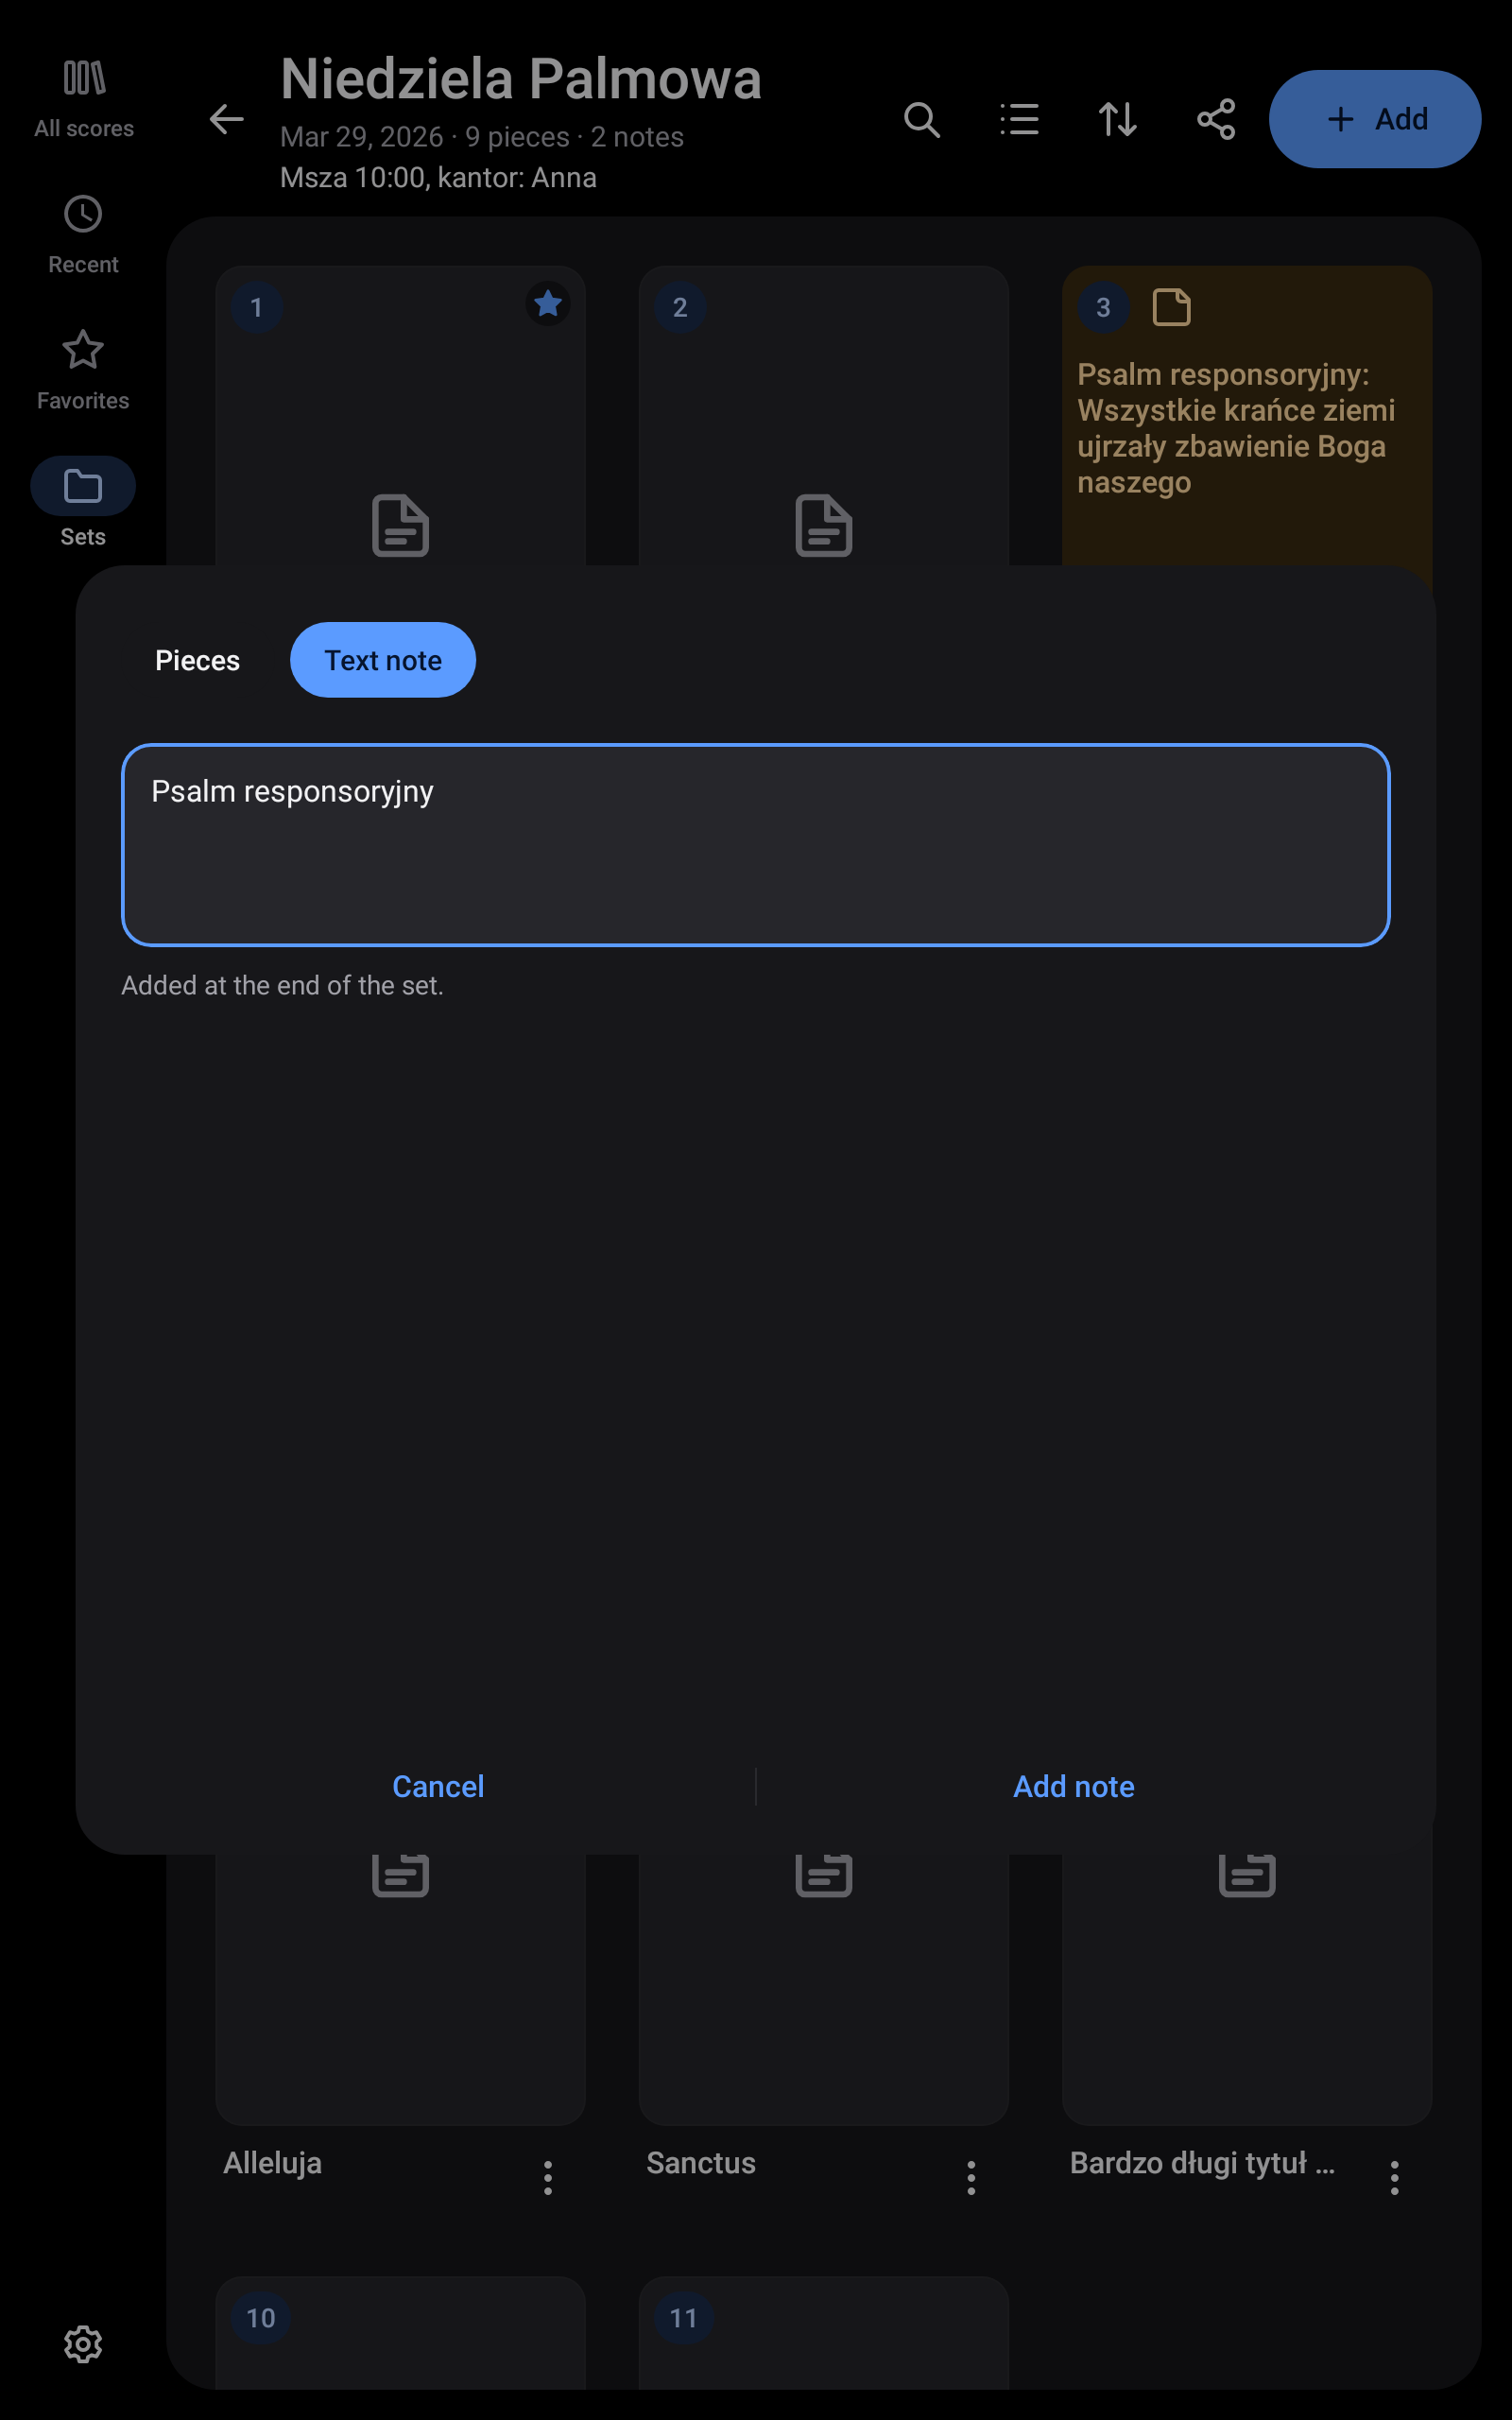 All scores
Recent
Favorites
Sets
Niedziela Palmowa
Mar 29, 2026 · 9 pieces · 2 notes
Msza 10:00, kantor: Anna
Add
1
2
3
Psalm responsoryjny:
Wszystkie krańce ziemi
ujrzały zbawienie Boga
naszego
Pieces
Text note
Psalm responsoryjny
Added at the end of the set.
Cancel
Add note
Alleluja
Sanctus
Bardzo długi tytuł ...
10
11